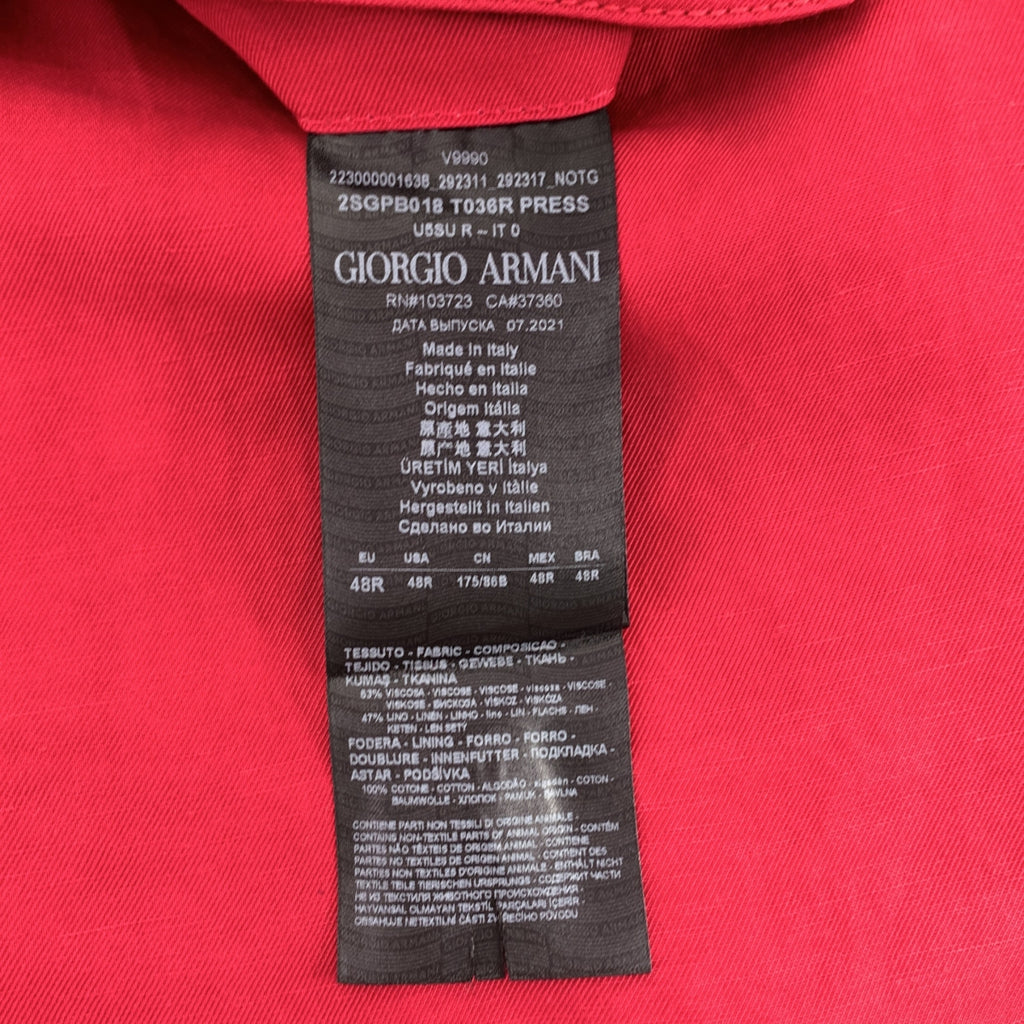 V9990
223000001638_292311_292317_NOTG
2SGPB018 T036R PRESS
U5SU R – IT 0
GIORGIO ARMANI
RN#103723 CA#37360
ДАТА ВЫПУСКА 07.2021
Made in Italy
Fabriqué en Italie
Hecho en Italia
Origem Itália
原産地 意大利
原产地 意大利
ÜRETİM YERİ İtalya
Vyrobeno v Itàlie
Hergestellt in Italien
Сделано во Италии
EU USA CN MEX BRA
48R 48R 175/86B 48R 48R
TESSUTO - FABRIC - COMPOSICAO -
TEJIDO - TISSUS - GEWEBE - ТКАНЬ -
KUMAŞ - TKANINA
53% VISCOSA - VISCOSE - VISCOSE - viscosa - VISCOSE -
VISKOSE - ВИСКОЗА - VİSKOZ - VISKÓZA
47% LINO - LINEN - LINHO - lino - LIN - FLACHS - ЛЕН -
KETEN - LEN SETÝ
FODERA - LINING - FORRO - FORRO -
DOUBLURE - INNENFUTTER - ПОДКЛАДКА -
ASTAR - PODŠÍVKA
100% COTONE - COTTON - ALGODÃO - algodón - COTON -
BAUMWOLLE - ХЛОПОК - PAMUK - BAVLNA
CONTIENE PARTI NON TESSILI DI ORIGINE ANIMALE -
CONTAINS NON-TEXTILE PARTS OF ANIMAL ORIGIN - CONTÉM
PARTES NÃO TÊXTEIS DE ORIGEM ANIMAL - CONTIENE
PARTES NO TEXTILES DE ORIGEN ANIMAL - CONTIENT DES
PARTIES NON TEXTILES D'ORIGINE ANIMALE - ENTHÄLT NICHT
TEXTILE TEILE TIERISCHEN URSPRUNGS - СОДЕРЖИТ ЧАСТИ
НЕ ИЗ ТЕКСТИЛЯ ЖИВОТНОГО ПРОИСХОЖДЕНИЯ
HAYVANSAL OLMAYAN TEKSTİL PARÇALARI İÇERİR -
OBSAHUJE NETEXTILNÍ ČÁSTI ŽIVOČIŠNÉHO PŮVODU